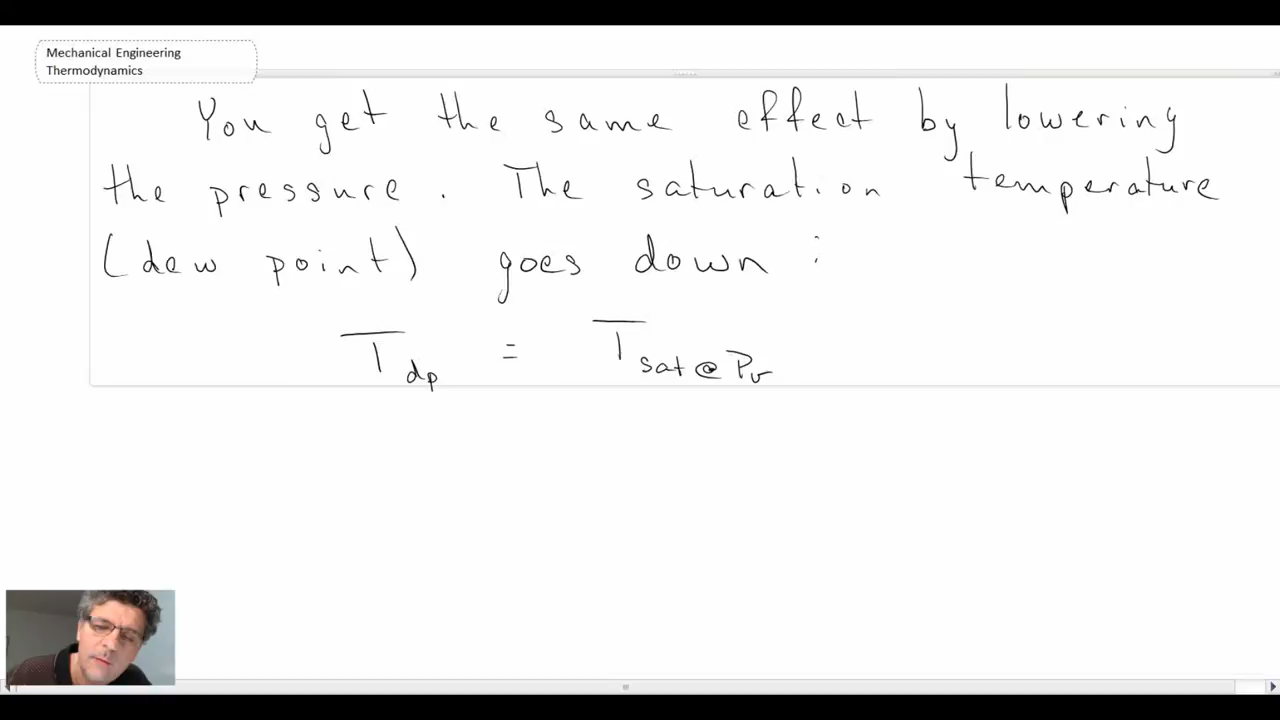 Mechanical Engineering
Thermodynamics
You get the same effect by lowering
the pressure. The saturation temperature
(dew point) goes down :
T_dp = T_sat@Pv